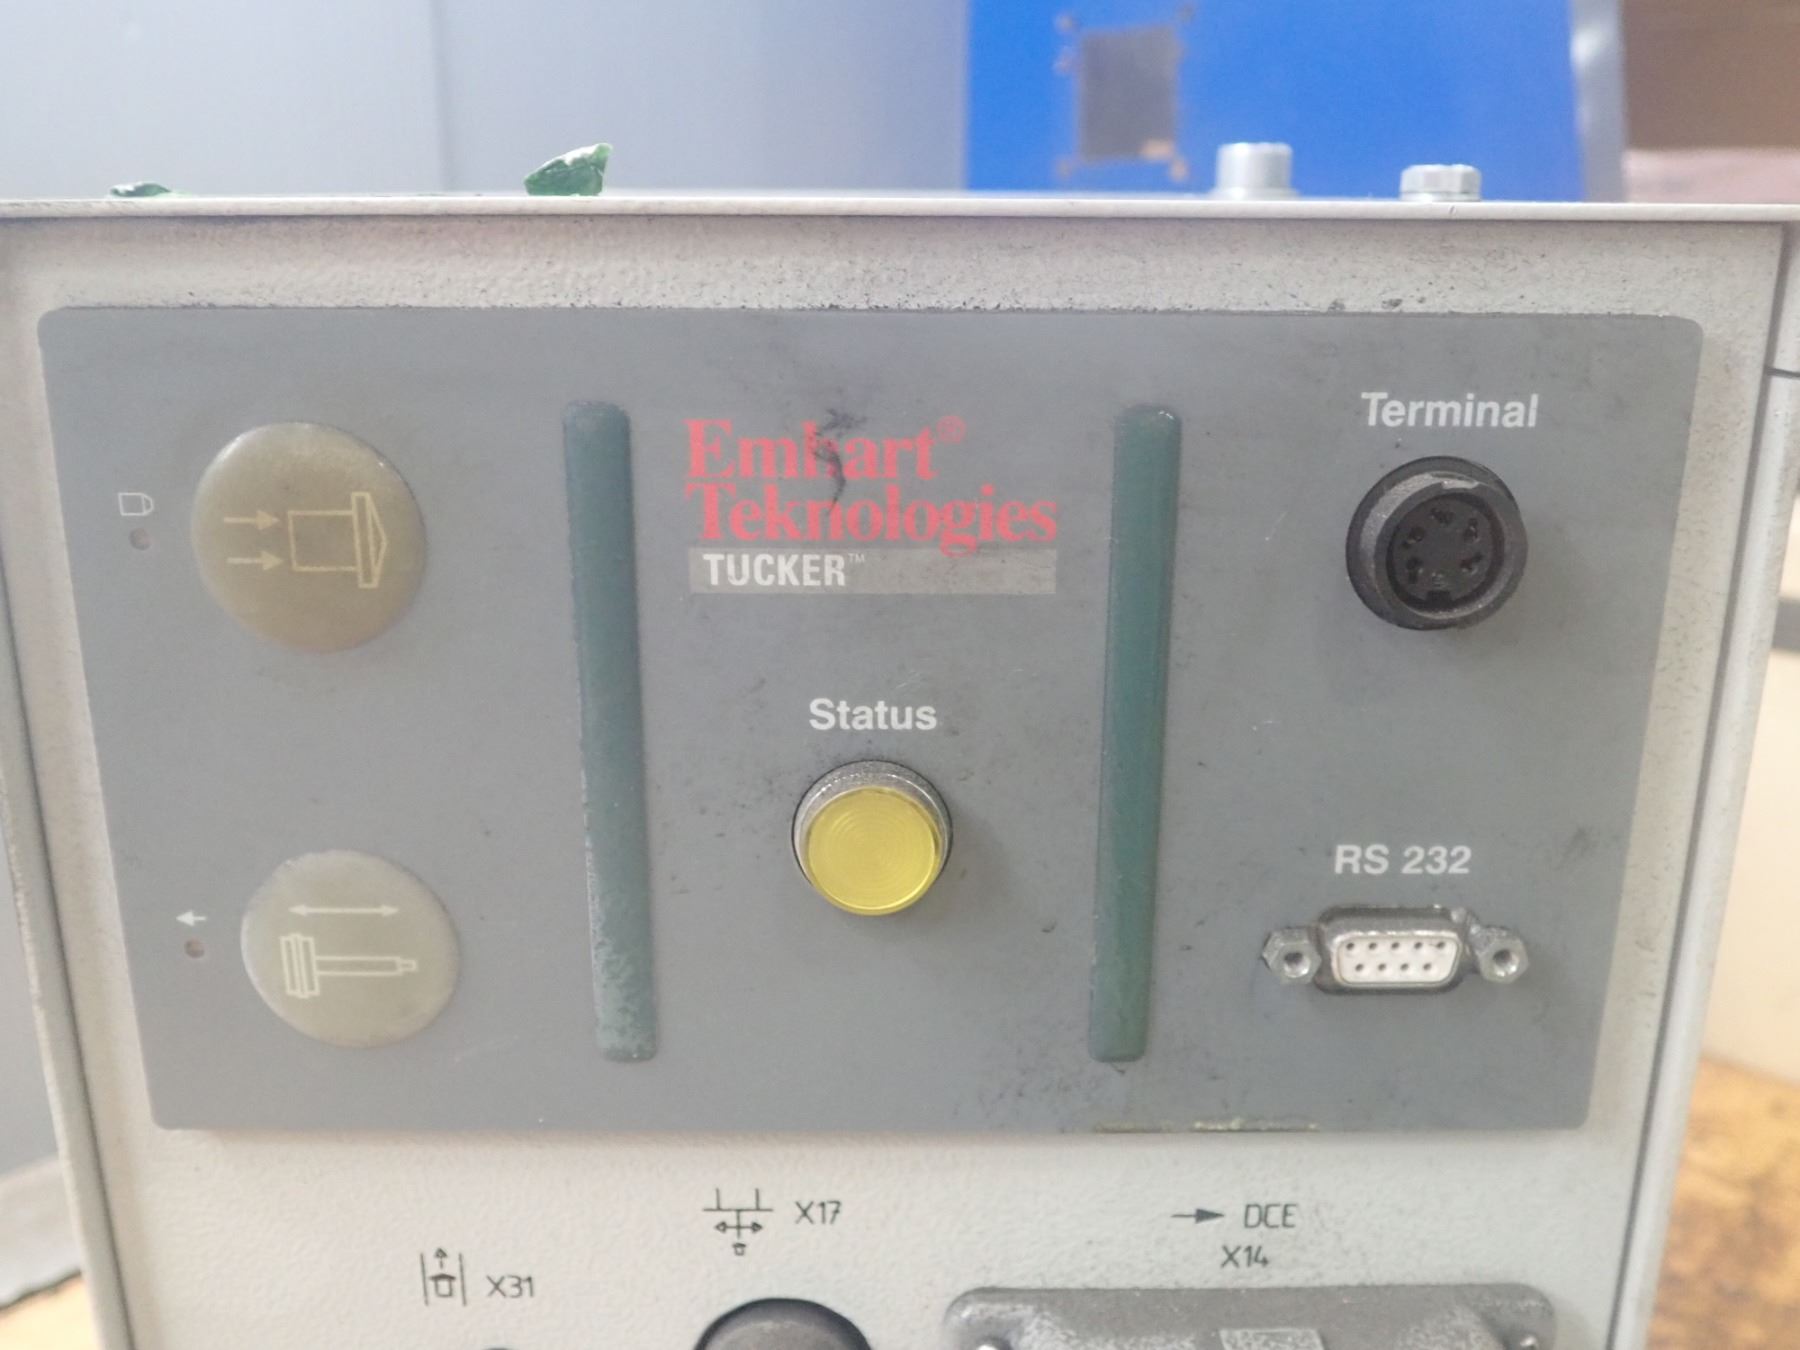 Emhart®
Teknologies
TUCKER™
Terminal
Status
RS 232
X17
DCE
X14
X31